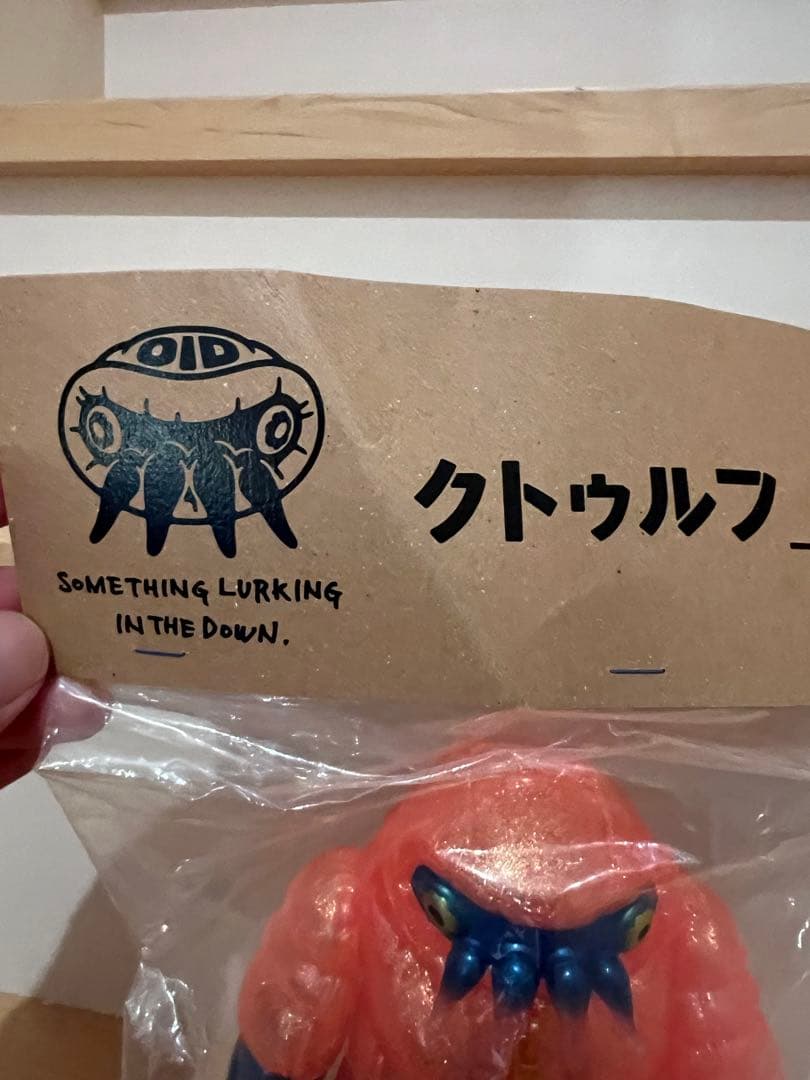 OID
SOMETHING LURKING
IN THE DOWN.
クトゥルフ